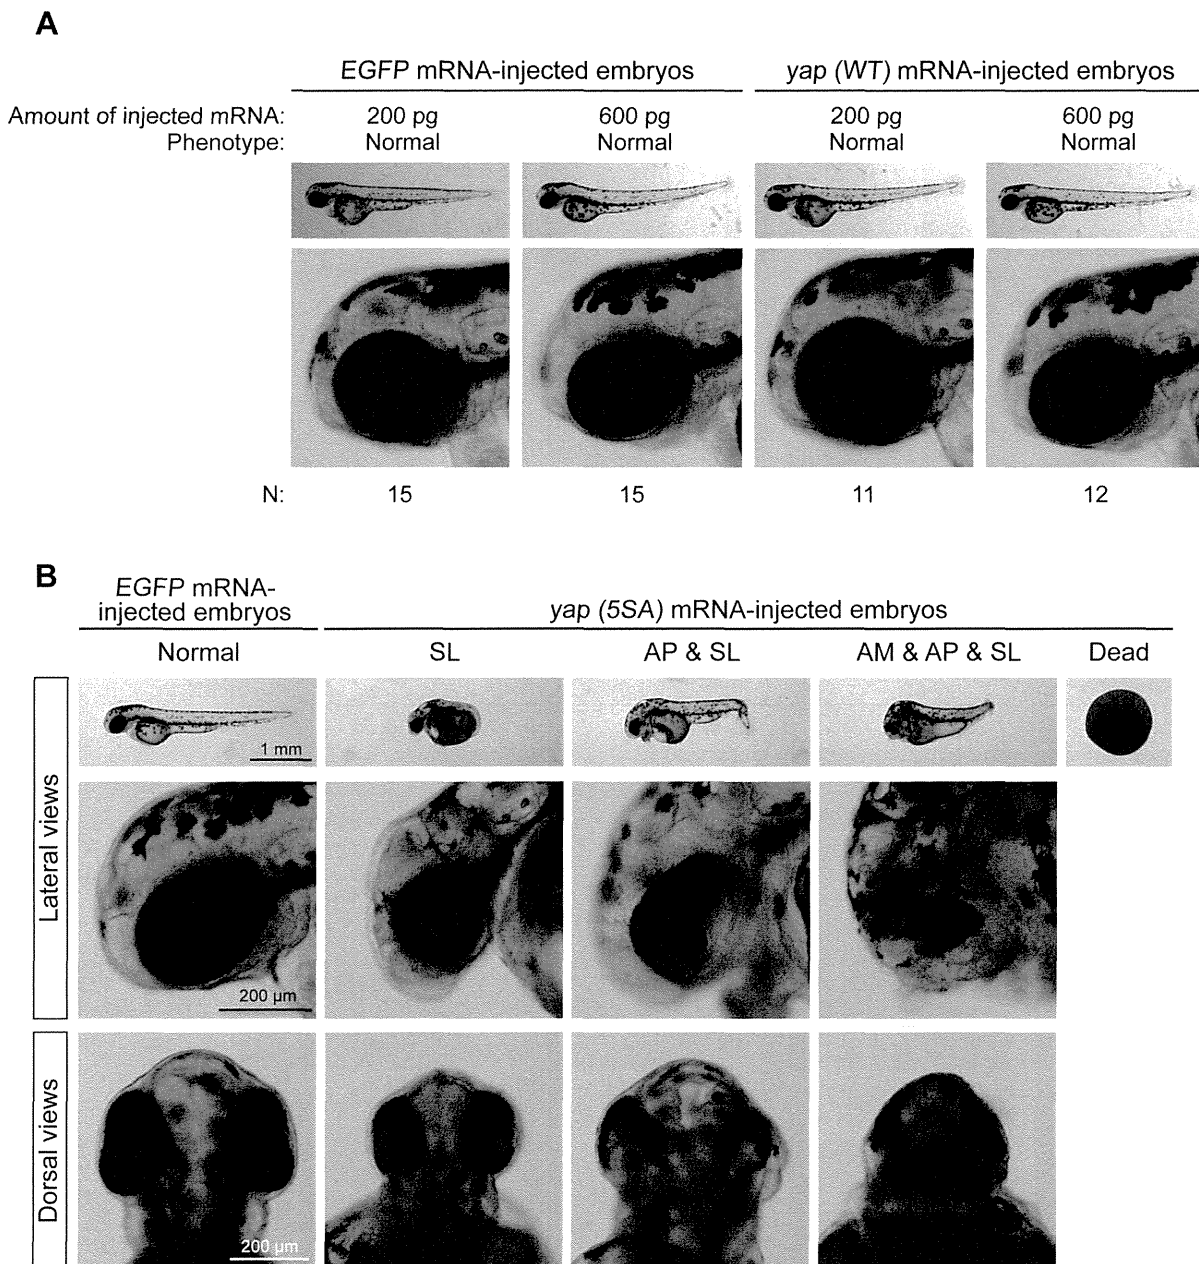 A
EGFP mRNA-injected embryos
yap (WT) mRNA-injected embryos
Amount of injected mRNA: 200 pg 600 pg 200 pg 600 pg
Phenotype: Normal Normal Normal Normal
N: 15 15 11 12
B
EGFP mRNA-
injected embryos
yap (5SA) mRNA-injected embryos
Normal SL AP & SL AM & AP & SL Dead
1 mm
Lateral views
200 µm
Dorsal views
200 µm